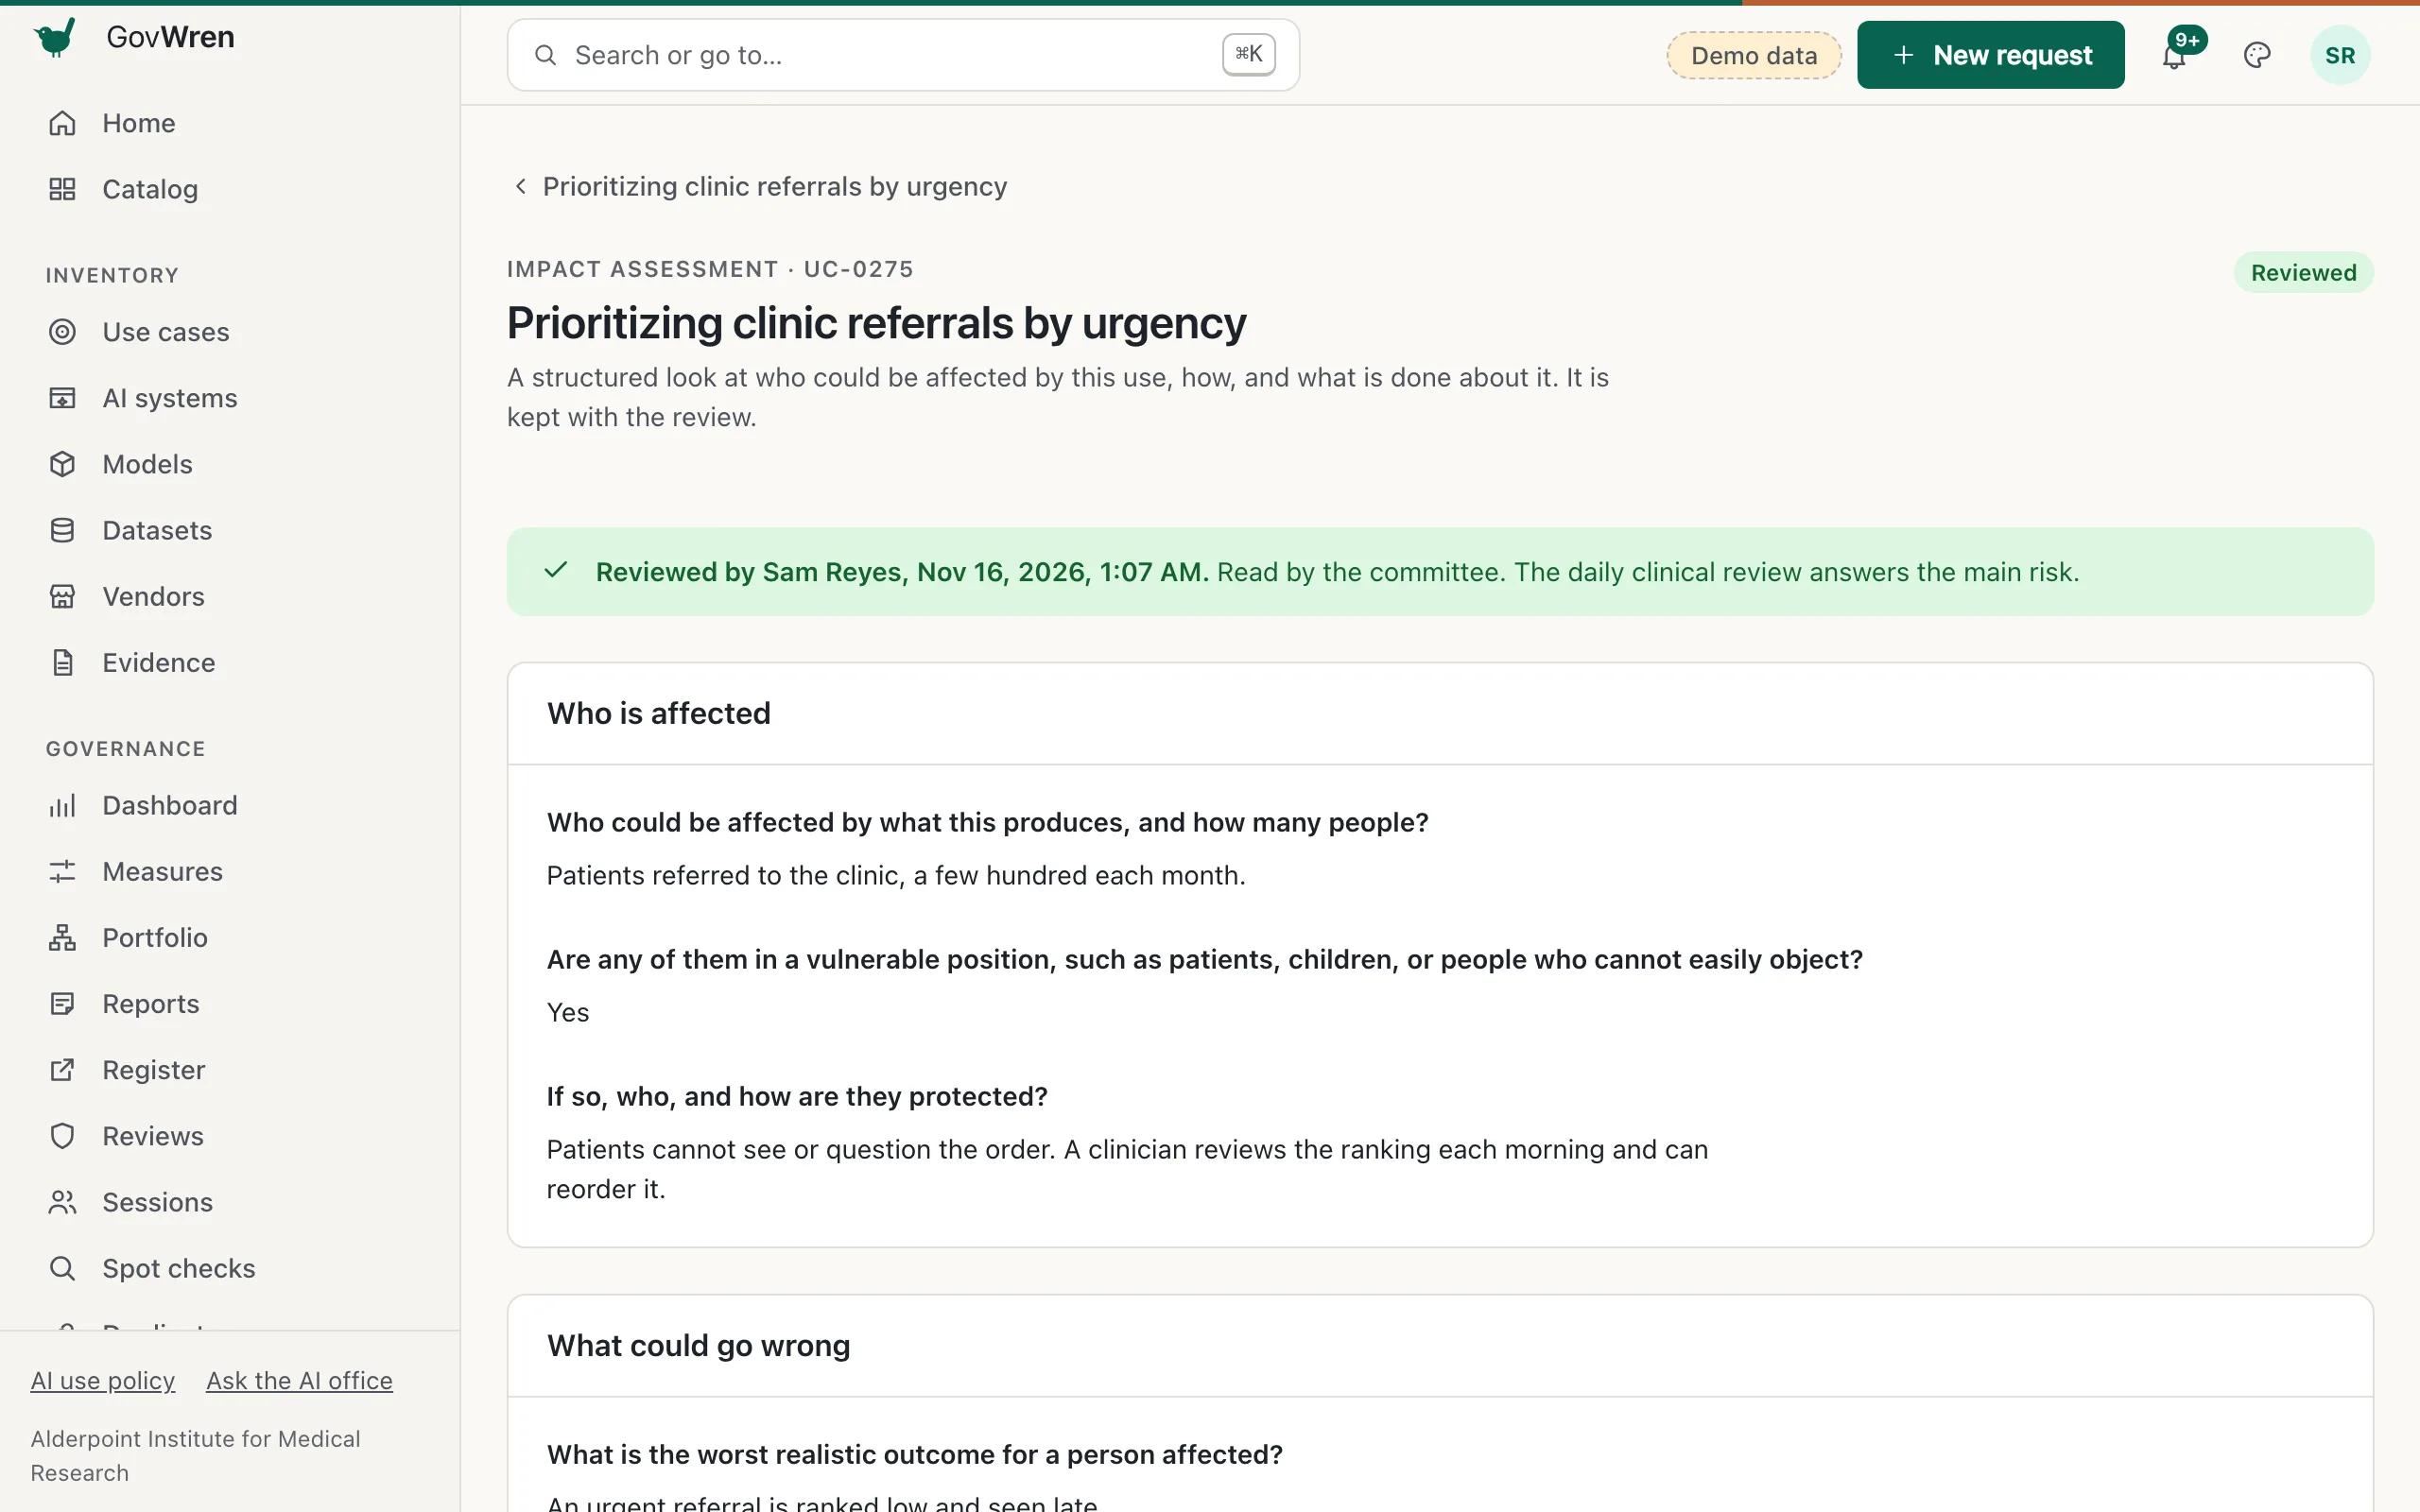 GovWren
Search or go to...
⌘K
Demo data
+ New request
9+
SR
Home
Catalog
INVENTORY
Use cases
AI systems
Models
Datasets
Vendors
Evidence
GOVERNANCE
Dashboard
Measures
Portfolio
Reports
Register
Reviews
Sessions
Spot checks
AI use policy
Ask the AI office
Alderpoint Institute for Medical
Research
Prioritizing clinic referrals by urgency
IMPACT ASSESSMENT · UC-0275
Reviewed
Prioritizing clinic referrals by urgency
A structured look at who could be affected by this use, how, and what is done about it. It is
kept with the review.
Reviewed by Sam Reyes, Nov 16, 2026, 1:07 AM. Read by the committee. The daily clinical review answers the main risk.
Who is affected
Who could be affected by what this produces, and how many people?
Patients referred to the clinic, a few hundred each month.
Are any of them in a vulnerable position, such as patients, children, or people who cannot easily object?
Yes
If so, who, and how are they protected?
Patients cannot see or question the order. A clinician reviews the ranking each morning and can
reorder it.
What could go wrong
What is the worst realistic outcome for a person affected?
An urgent referral is ranked low and seen late.